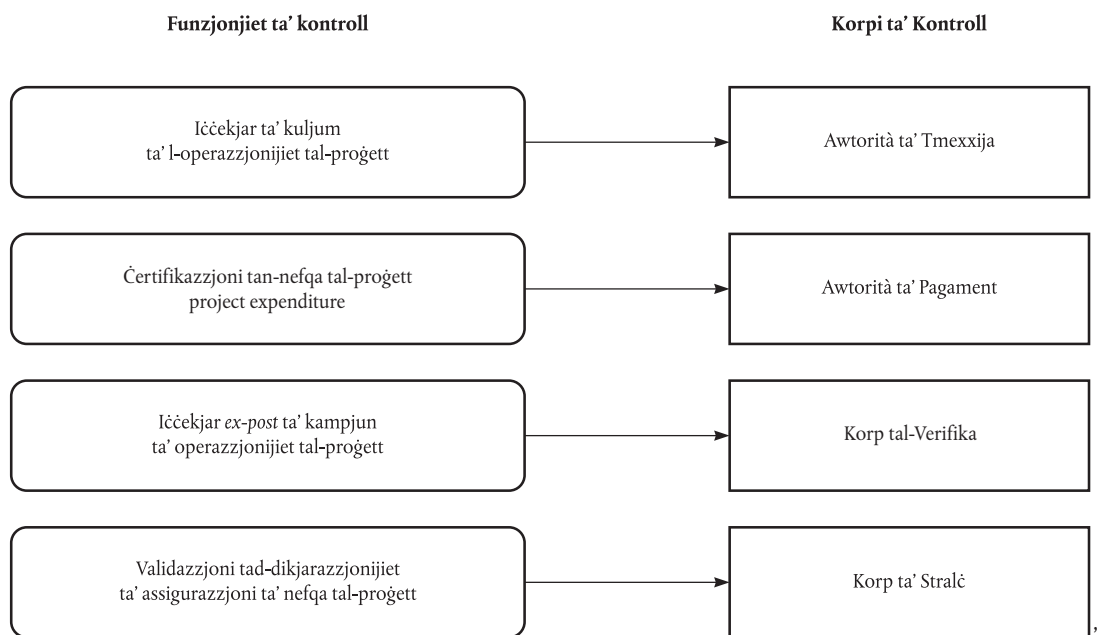 Funzjonjiet ta’ kontroll
Korpi ta’ Kontroll
Iċċekjar ta’ kuljum
ta’ l-operazzjonijiet tal-proġett
Awtorità ta’ Tmexxija
Ċertifikazzjoni tan-nefqa tal-proġett
project expenditure
Awtorità ta’ Pagament
Iċċekjar ex-post ta’ kampjun
ta’ operazzjonijiet tal-proġett
Korp tal-Verifika
Validazzjoni tad-dikjarazzjonijiet
ta’ assigurazzjoni ta’ nefqa tal-proġett
Korp ta’ Stralċ
,